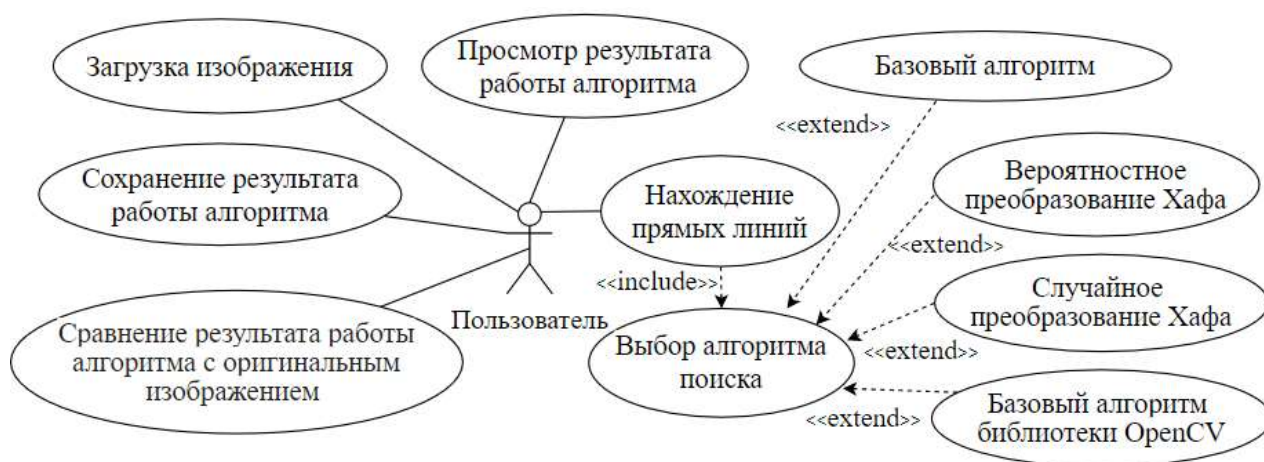 Загрузка изображения
Просмотр результата
работы алгоритма
Базовый алгоритм
<<extend>>
Сохранение результата
работы алгоритма
Нахождение
прямых линий
Вероятностное
преобразование Хафа
<<extend>>
<<include>>
Пользователь
Сравнение результата работы
алгоритма с оригинальным
изображением
Выбор алгоритма
поиска
Случайное
преобразование Хафа
<<extend>>
Базовый алгоритм
библиотеки OpenCV
<<extend>>